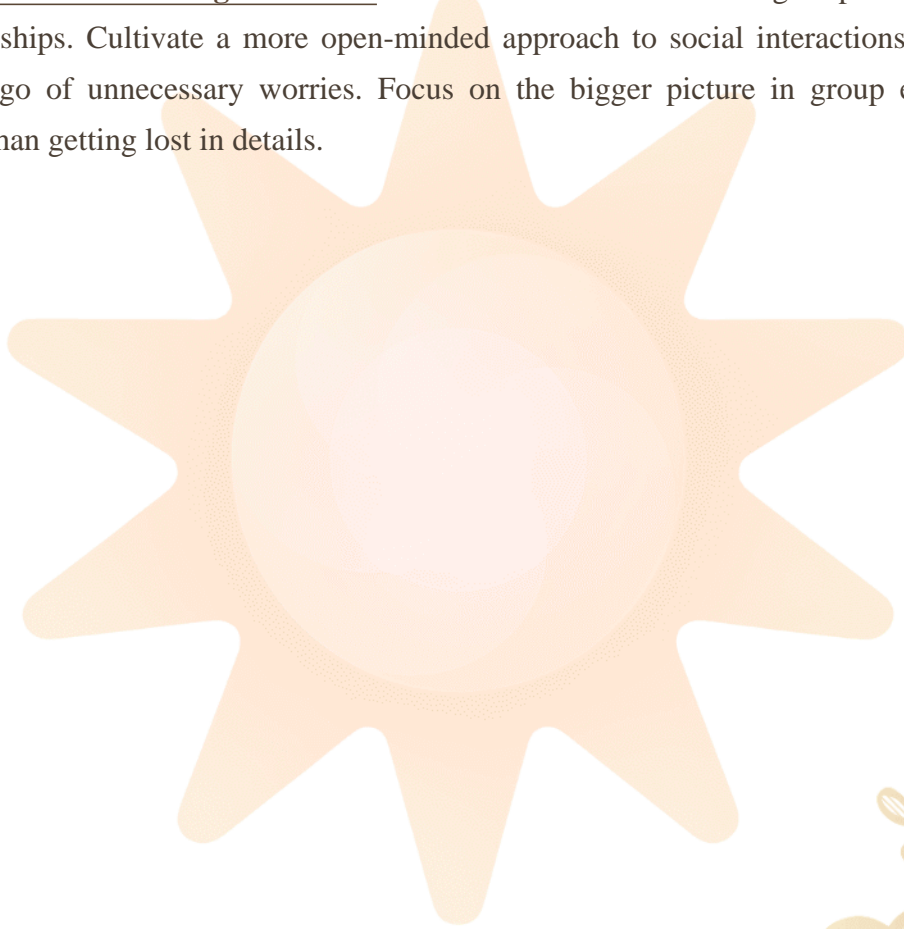 ships. Cultivate a more open-minded approach to social interactions
go of unnecessary worries. Focus on the bigger picture in group
getting lost in details.